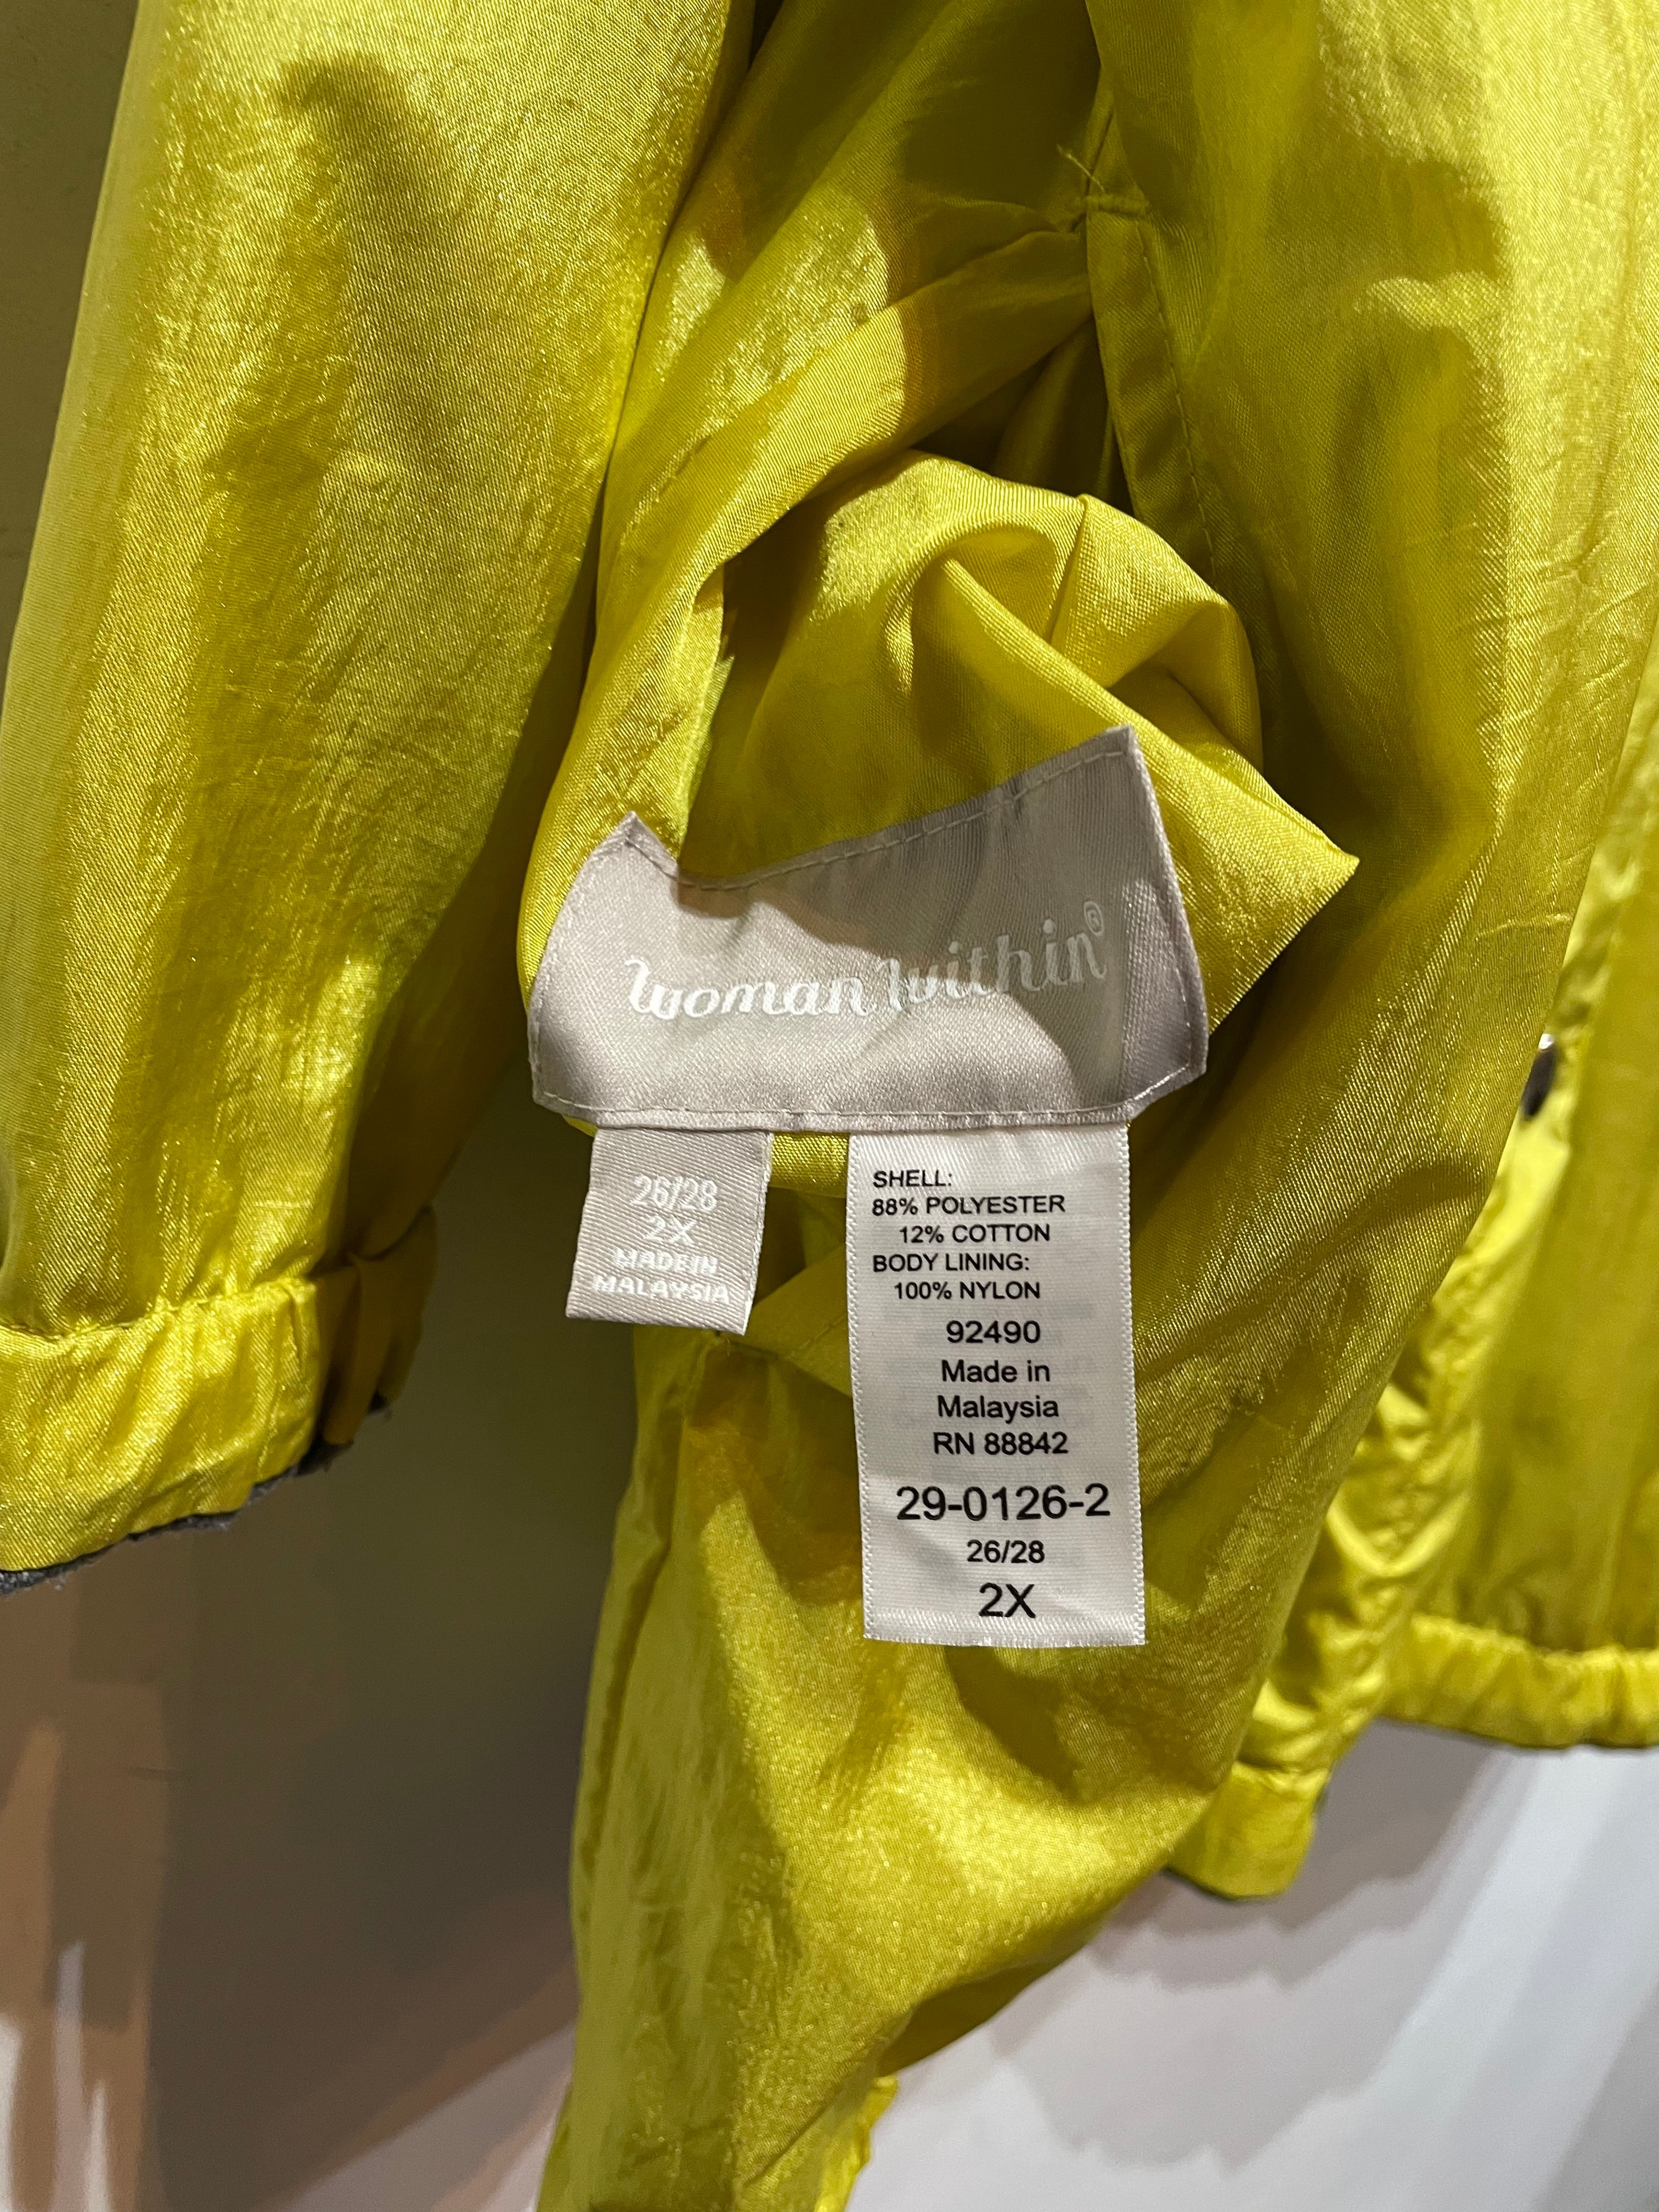 Woman Within®
26/28
2X
MADE IN
MALAYSIA
SHELL:
88% POLYESTER
12% COTTON
BODY LINING:
100% NYLON
92490
Made in
Malaysia
RN 88842
29-0126-2
26/28
2X